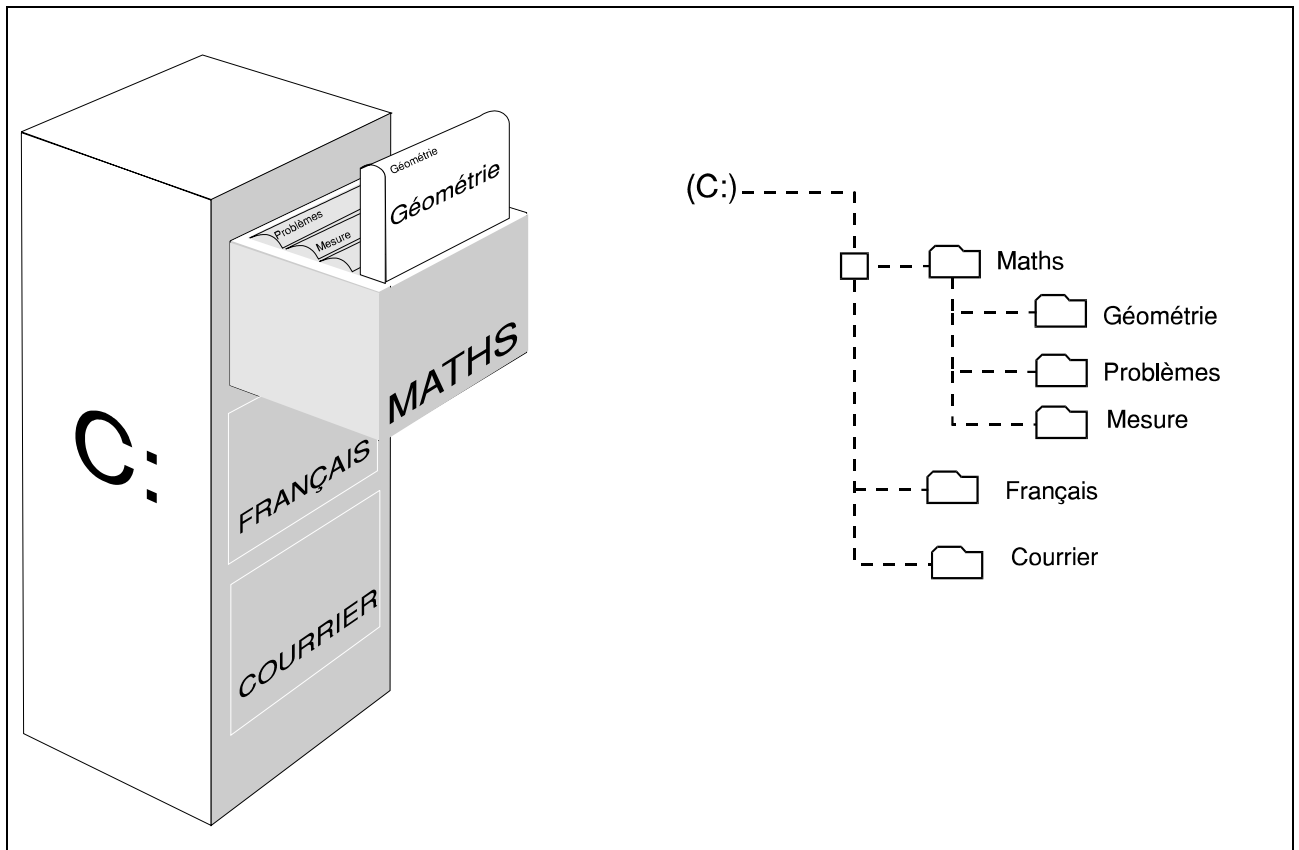 C:
Géométrie
Géométrie
Problèmes
Mesure
MATHS
FRANÇAIS
COURRIER
(C:)
Maths
Géométrie
Problèmes
Mesure
Français
Courrier